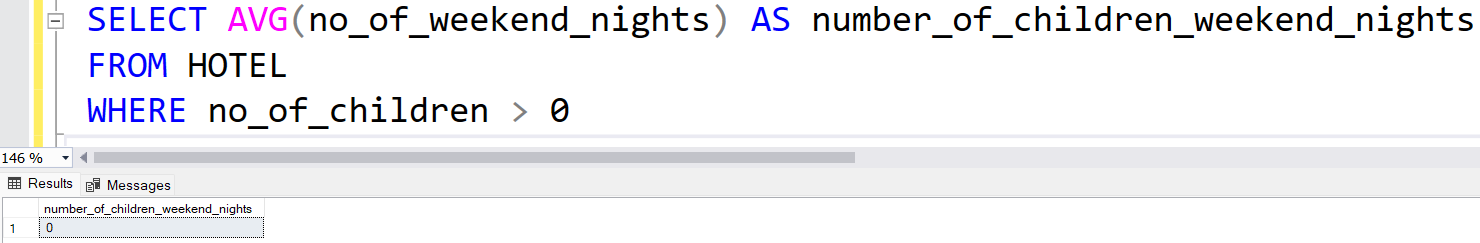 SELECT AVG(no_of_weekend_nights) AS number_of_children_weekend_nights
FROM HOTEL
WHERE no_of_children > 0
146 %
Results Messages
number_of_children_weekend_nights
1 0